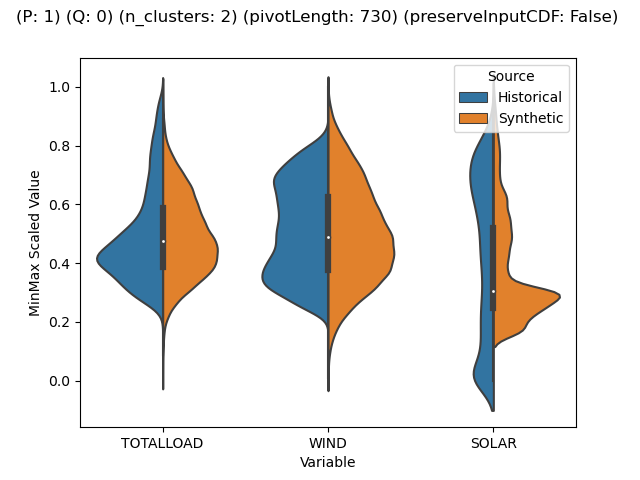 (P: 1) (Q: 0) (n_clusters: 2) (pivotLength: 730) (preserveInputCDF: False)
Source
Historical
Synthetic
MinMax Scaled Value
1.0
0.8
0.6
0.4
0.2
0.0
TOTALLOAD WIND SOLAR
Variable